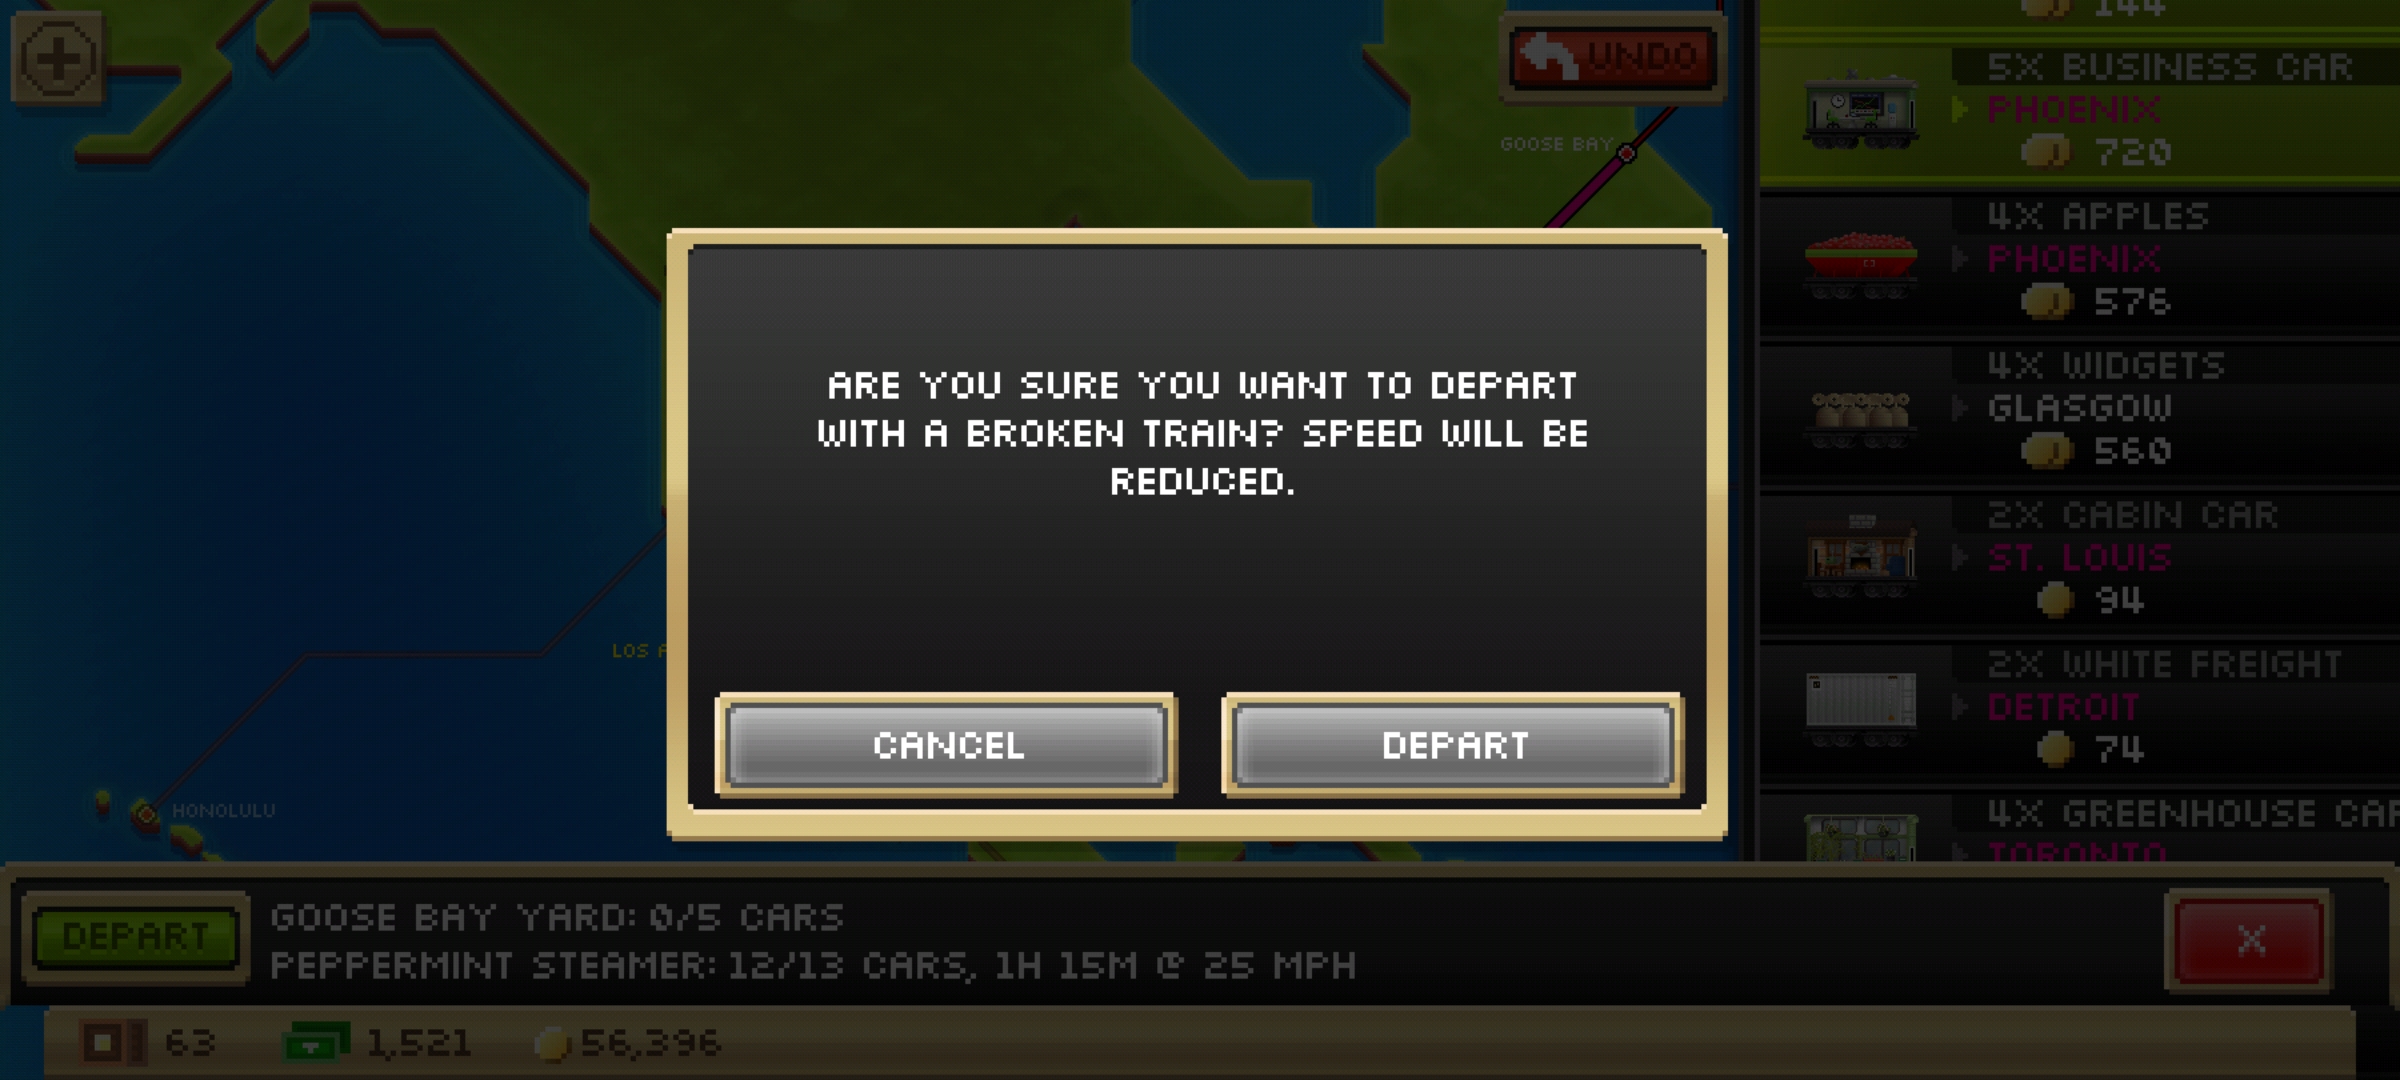 144
UNDO
5X BUSINESS CAR
PHOENIX
720
GOOSE BAY
4X APPLES
PHOENIX
576
4X WIDGETS
GLASGOW
560
ARE YOU SURE YOU WANT TO DEPART
WITH A BROKEN TRAIN? SPEED WILL BE
REDUCED.
2X CABIN CAR
ST. LOUIS
94
LOS A
2X WHITE FREIGHT
DETROIT
74
CANCEL
DEPART
HONOLULU
4X GREENHOUSE CAR
TORONTO
DEPART
GOOSE BAY YARD: 0/5 CARS
PEPPERMINT STEAMER: 12/13 CARS, 1H 15M @ 25 MPH
X
63
1,521
56,396